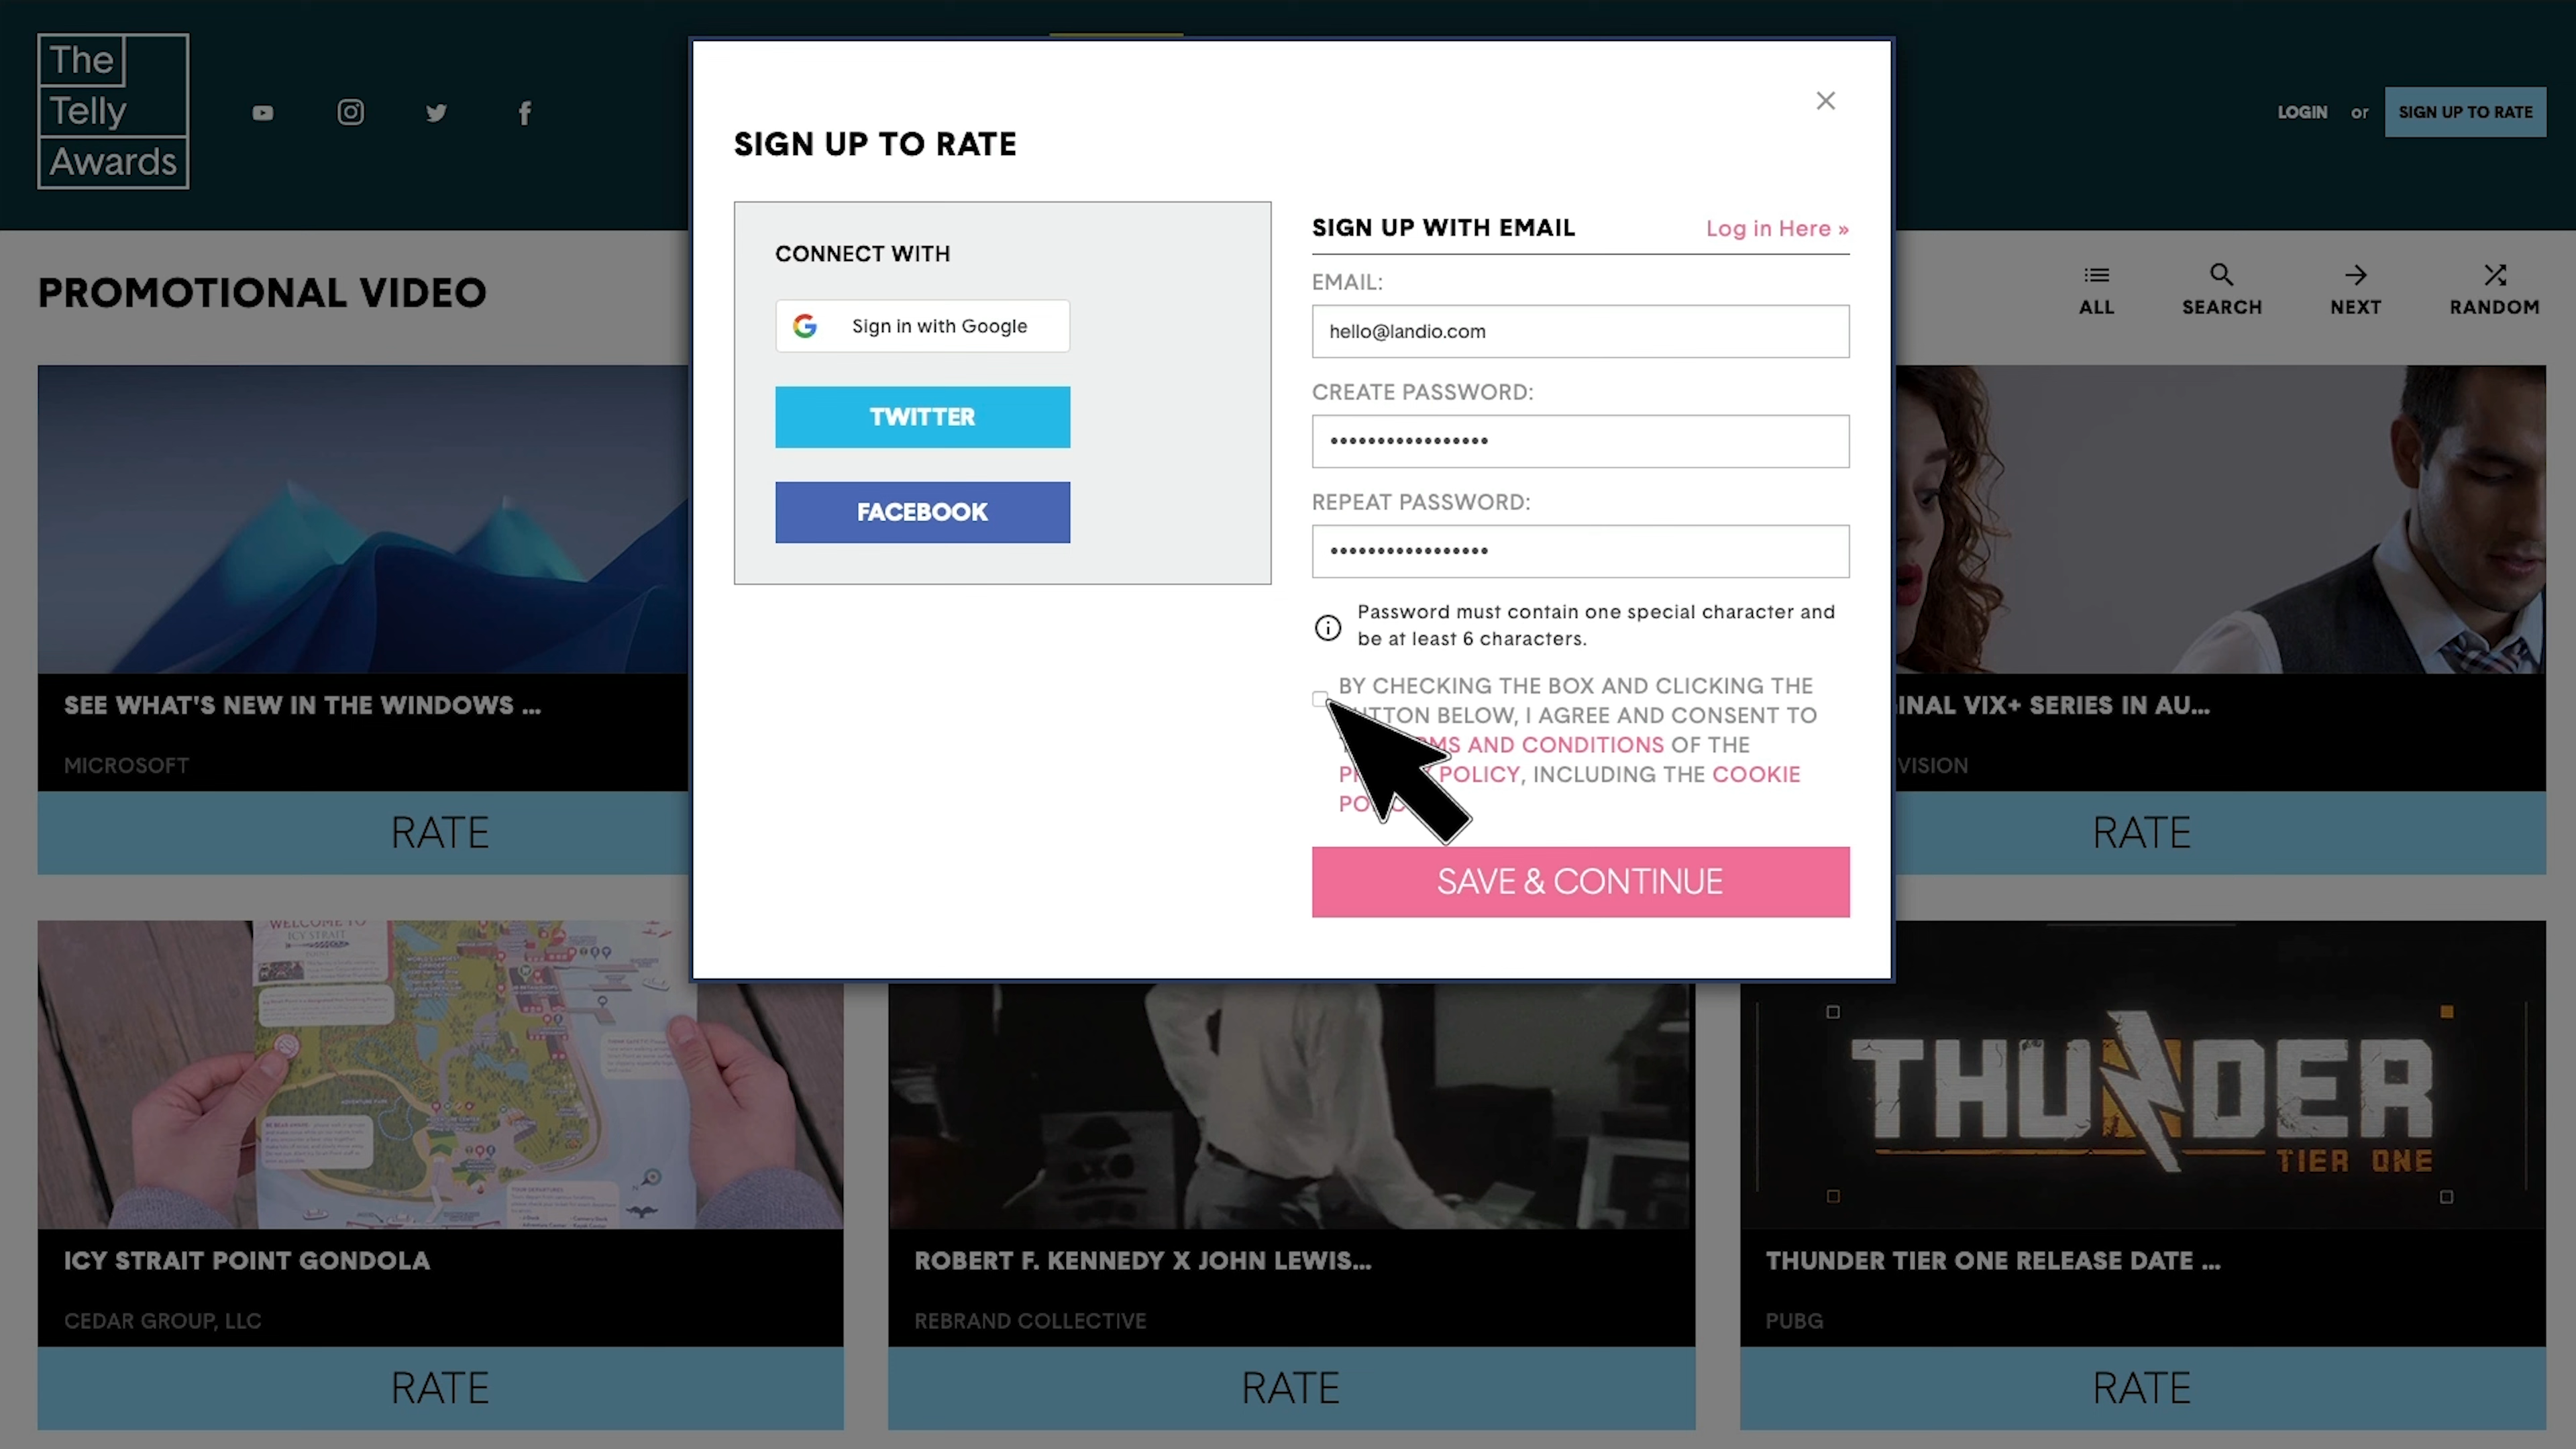 The
Telly
Awards
LOGIN or SIGN UP TO RATE
PROMOTIONAL VIDEO
ALL
SEARCH
NEXT
RANDOM
SIGN UP TO RATE
CONNECT WITH
Sign in with Google
TWITTER
FACEBOOK
SIGN UP WITH EMAIL
Log in Here »
EMAIL:
hello@landio.com
CREATE PASSWORD:
•••••••••••••••••
REPEAT PASSWORD:
•••••••••••••••••
Password must contain one special character and
be at least 6 characters.
BY CHECKING THE BOX AND CLICKING THE
BELOW, I AGREE AND CONSENT TO
AND CONDITIONS OF THE
POLICY, INCLUDING THE COOKIE
SAVE & CONTINUE
SEE WHAT'S NEW IN THE WINDOWS ...
MICROSOFT
RATE
VIX+ SERIES IN AU...
RATE
WELCOME TO
ICY STRAIT
ICY STRAIT POINT GONDOLA
CEDAR GROUP, LLC
RATE
ROBERT F. KENNEDY X JOHN LEWIS...
REBRAND COLLECTIVE
RATE
THUNDER
TIER ONE
THUNDER TIER ONE RELEASE DATE ...
PUBG
RATE